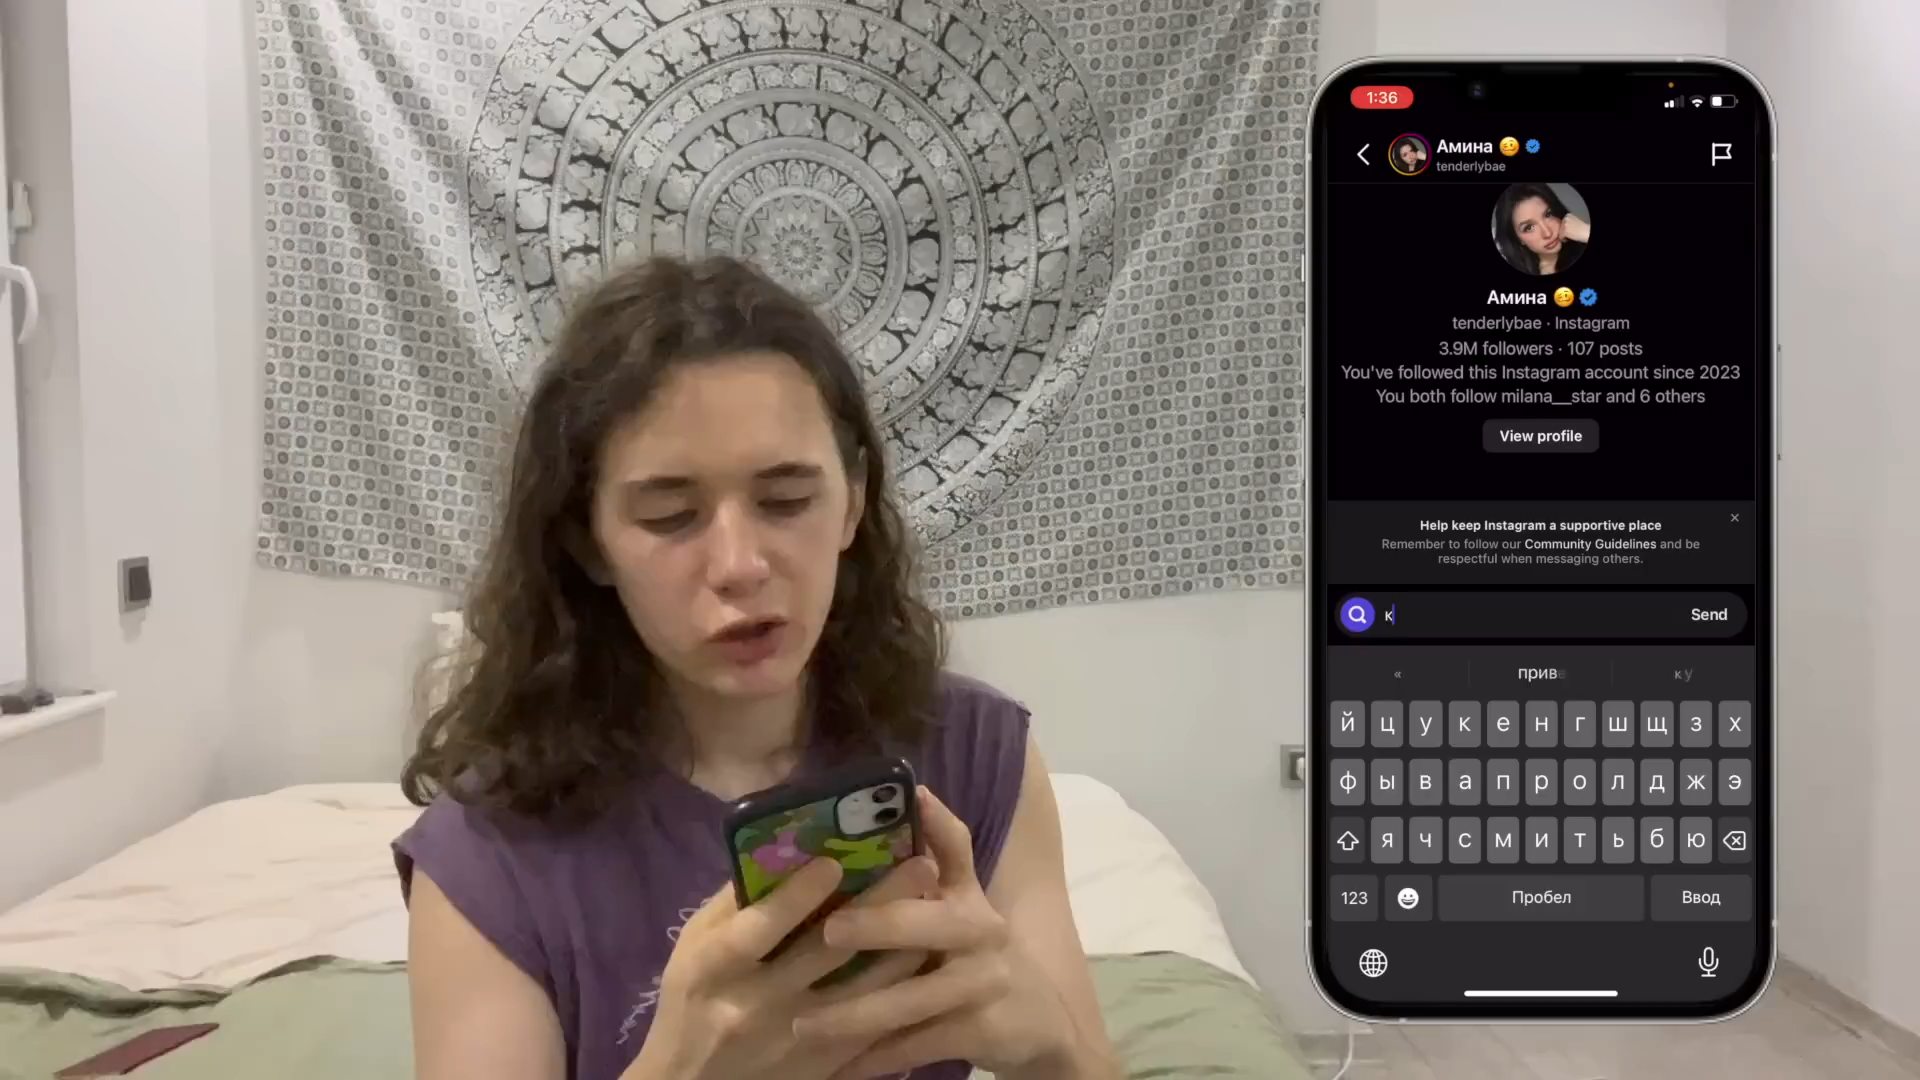 1:36
Амина 🥴
tenderlybae
Амина 🥴
tenderlybae · Instagram
3.9M followers · 107 posts
You've followed this Instagram account since 2023
You both follow milana__star and 6 others
View profile
Help keep Instagram a supportive place
Remember to follow our Community Guidelines and be
respectful when messaging others.
к Send
« приве ку
й ц у к е н г ш щ з х
ф ы в а п р о л д ж э
я ч с м и т ь б ю
123 Пробел Ввод